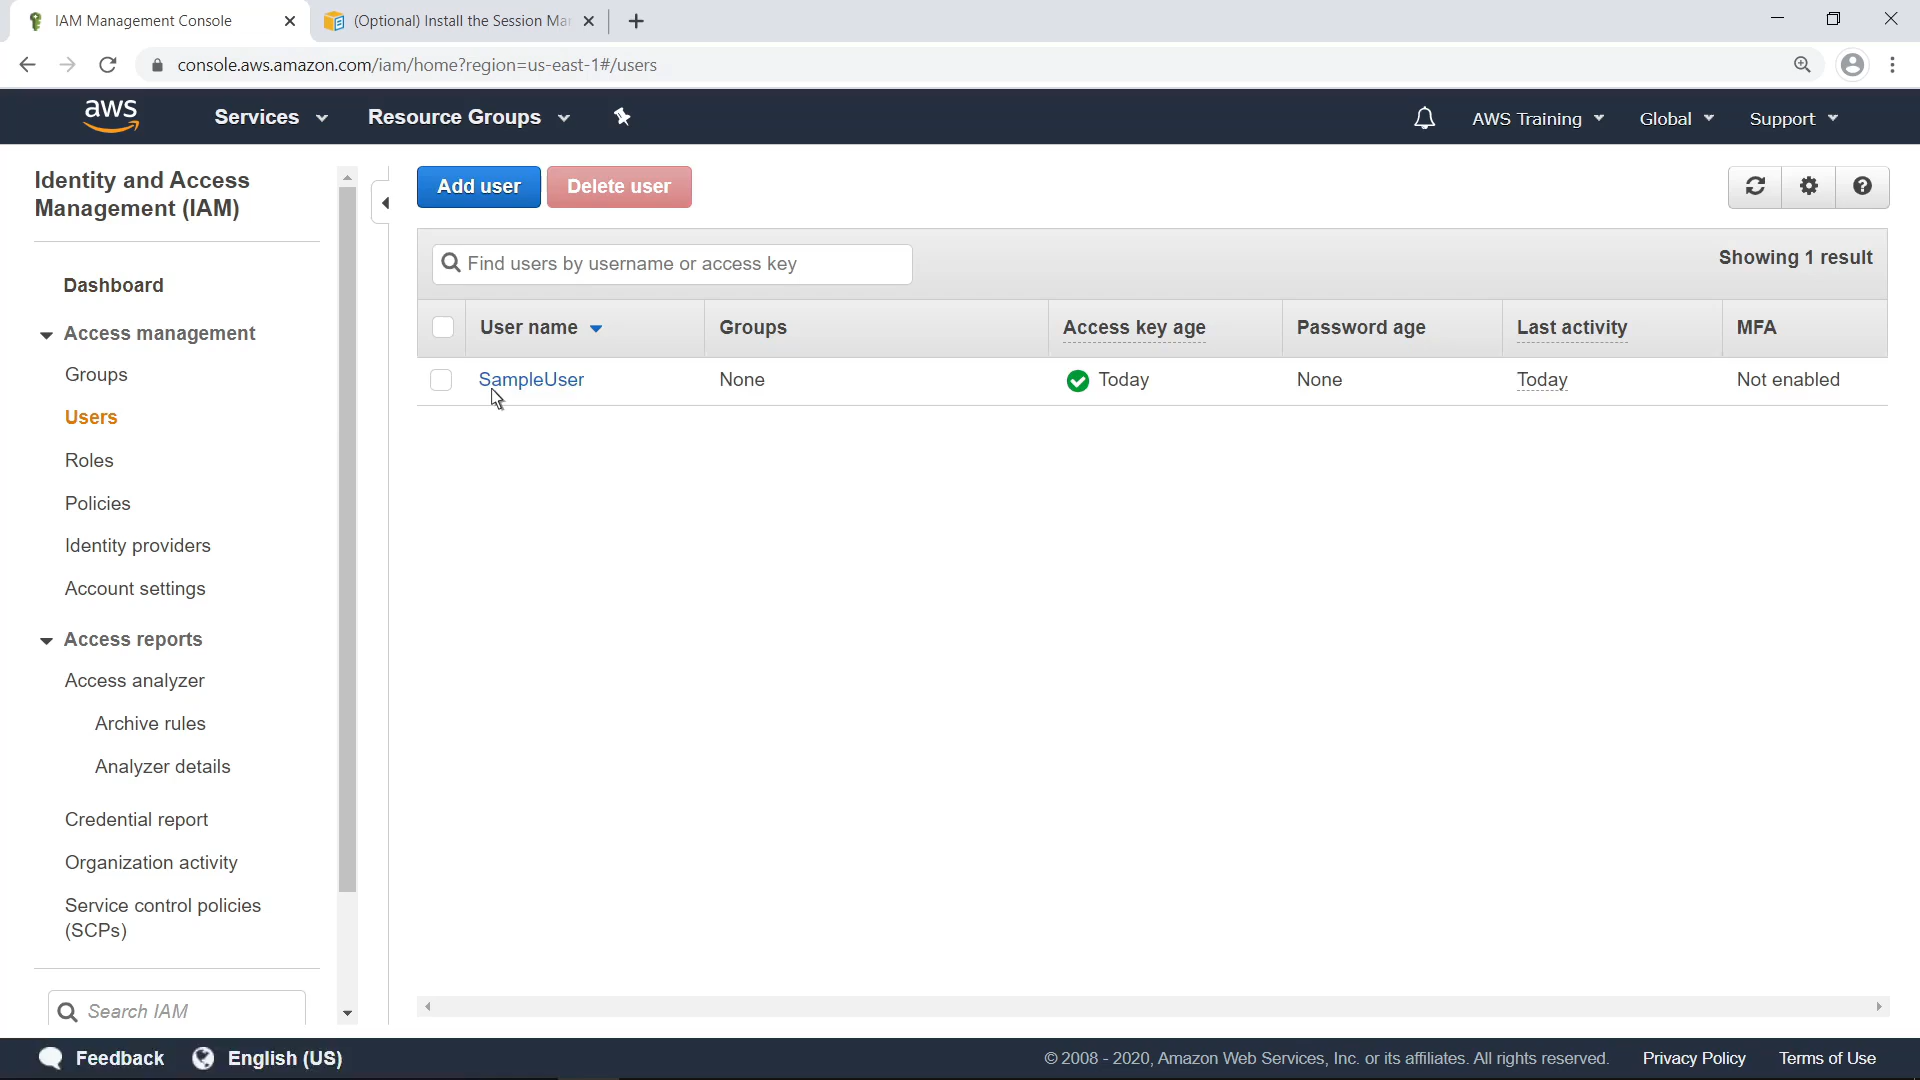 IAM Management Console
(Optional) Install the Session Ma
console.aws.amazon.com/iam/home?region=us-east-1#/users
aws
Services
Resource Groups
AWS Training
Global
Support
Identity and Access
Management (IAM)
Dashboard
Access management
Groups
Users
Roles
Policies
Identity providers
Account settings
Access reports
Access analyzer
Archive rules
Analyzer details
Credential report
Organization activity
Service control policies
(SCPs)
Search IAM
Add user
Delete user
Find users by username or access key
Showing 1 result
User name
Groups
Access key age
Password age
Last activity
MFA
SampleUser
None
Today
None
Today
Not enabled
Feedback
English (US)
© 2008 - 2020, Amazon Web Services, Inc. or its affiliates. All rights reserved.
Privacy Policy
Terms of Use